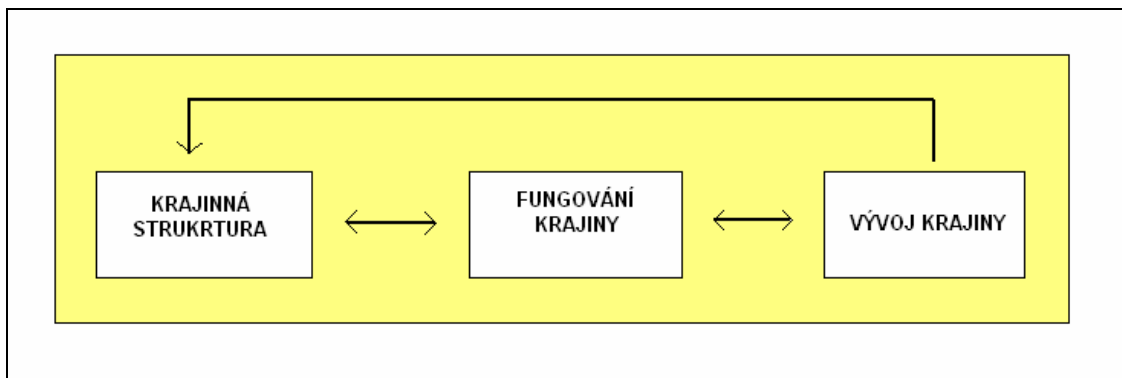 KRAJINNÁ
STRUKRTURA
FUNGOVÁNÍ
KRAJINY
VÝVOJ KRAJINY